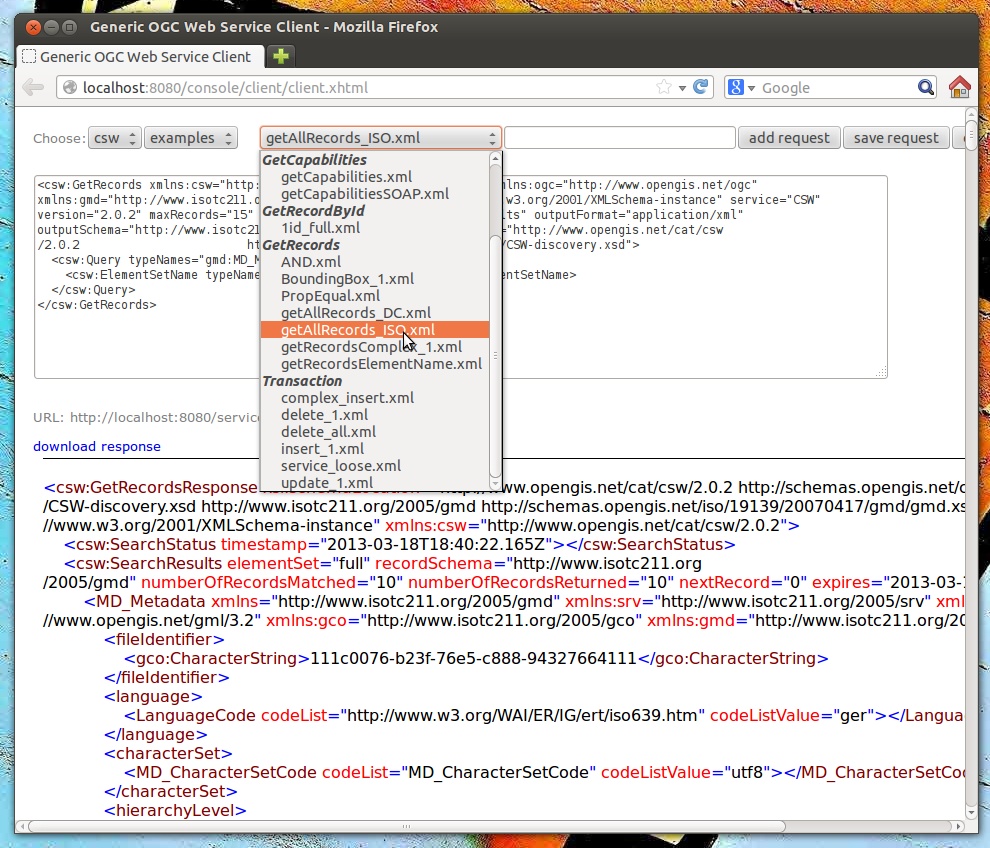 Generic OGC Web Service Client - Mozilla Firefox
Generic OGC Web Service Client
localhost:8080/console/client/client.xhtml
Google
Choose: csw examples getAllRecords_ISO.xml add request save request
GetCapabilities
getCapabilities.xml
getCapabilitiesSOAP.xml
GetRecordById
1id_full.xml
GetRecords
AND.xml
BoundingBox_1.xml
PropEqual.xml
getAllRecords_DC.xml
getAllRecords_ISO.xml
getRecordsComplex_1.xml
getRecordsElementName.xml
Transaction
complex_insert.xml
delete_1.xml
delete_all.xml
insert_1.xml
service_loose.xml
update_1.xml
<csw:GetRecords xmlns:csw="http: lns:ogc="http://www.opengis.net/ogc"
xmlns:gmd="http://www.isotc211.o w3.org/2001/XMLSchema-instance" service="CSW"
version="2.0.2" maxRecords="15" lts" outputFormat="application/xml"
outputSchema="http://www.isotc21 ="http://www.opengis.net/cat/csw
/2.0.2 ht /CSW-discovery.xsd">
<csw:Query typeNames="gmd:MD_M
<csw:ElementSetName typeName entSetName>
</csw:Query>
</csw:GetRecords>
URL: http://localhost:8080/servic
download response
<csw:GetRecordsResponse www.opengis.net/cat/csw/2.0.2 http://schemas.opengis.net/c
/CSW-discovery.xsd http://www.isotc211.org/2005/gmd http://schemas.opengis.net/iso/19139/20070417/gmd/gmd.xs
//www.w3.org/2001/XMLSchema-instance" xmlns:csw="http://www.opengis.net/cat/csw/2.0.2">
<csw:SearchStatus timestamp="2013-03-18T18:40:22.165Z"></csw:SearchStatus>
<csw:SearchResults elementSet="full" recordSchema="http://www.isotc211.org
/2005/gmd" numberOfRecordsMatched="10" numberOfRecordsReturned="10" nextRecord="0" expires="2013-03-1
<MD_Metadata xmlns="http://www.isotc211.org/2005/gmd" xmlns:srv="http://www.isotc211.org/2005/srv" xml
//www.opengis.net/gml/3.2" xmlns:gco="http://www.isotc211.org/2005/gco" xmlns:gmd="http://www.isotc211.org/20
<fileIdentifier>
<gco:CharacterString>111c0076-b23f-76e5-c888-94327664111</gco:CharacterString>
</fileIdentifier>
<language>
<LanguageCode codeList="http://www.w3.org/WAI/ER/IG/ert/iso639.htm" codeListValue="ger"></Langua
</language>
<characterSet>
<MD_CharacterSetCode codeList="MD_CharacterSetCode" codeListValue="utf8"></MD_CharacterSetCo
</characterSet>
<hierarchyLevel>